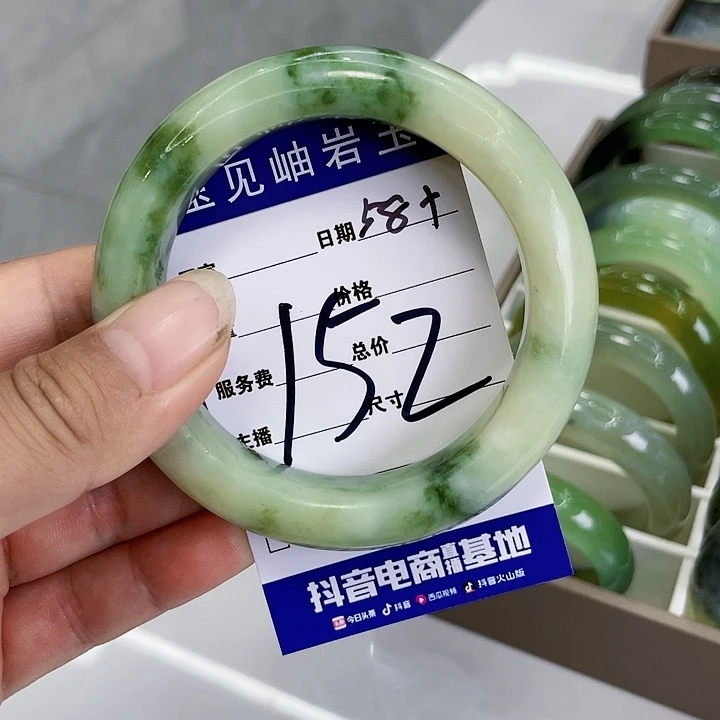 见岫岩玉
日期 58+
价格
152
总价
服务费
尺寸
主播
抖音电商直播基地
今日头条 抖音 西瓜视频 抖音火山版